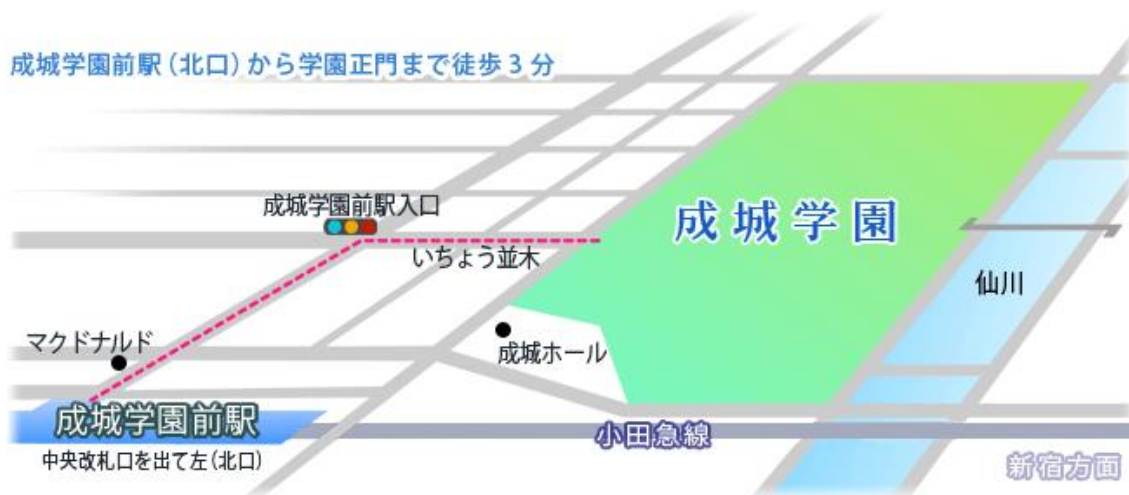 成城学園前駅（北口）から学園正門まで徒歩3分
成城学園前駅入口
成城学園
いちょう並木
仙川
マクドナルド
成城ホール
成城学園前駅
小田急線
中央改札口を出て左（北口）
新宿方面